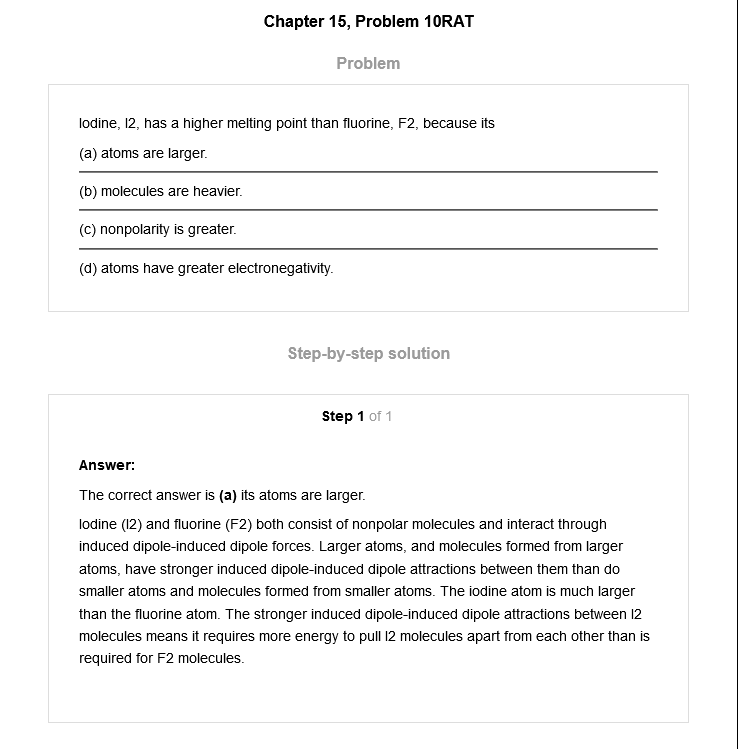 Chapter 15, Problem 10RAT
Problem
Iodine, I2, has a higher melting point than fluorine, F2, because its
(a) atoms are larger.
(b) molecules are heavier.
(c) nonpolarity is greater.
(d) atoms have greater electronegativity.
Step-by-step solution
Step 1 of 1
Answer:
The correct answer is (a) its atoms are larger.
Iodine (I2) and fluorine (F2) both consist of nonpolar molecules and interact through
induced dipole-induced dipole forces. Larger atoms, and molecules formed from larger
atoms, have stronger induced dipole-induced dipole attractions between them than do
smaller atoms and molecules formed from smaller atoms. The iodine atom is much larger
than the fluorine atom. The stronger induced dipole-induced dipole attractions between I2
molecules means it requires more energy to pull I2 molecules apart from each other than is
required for F2 molecules.